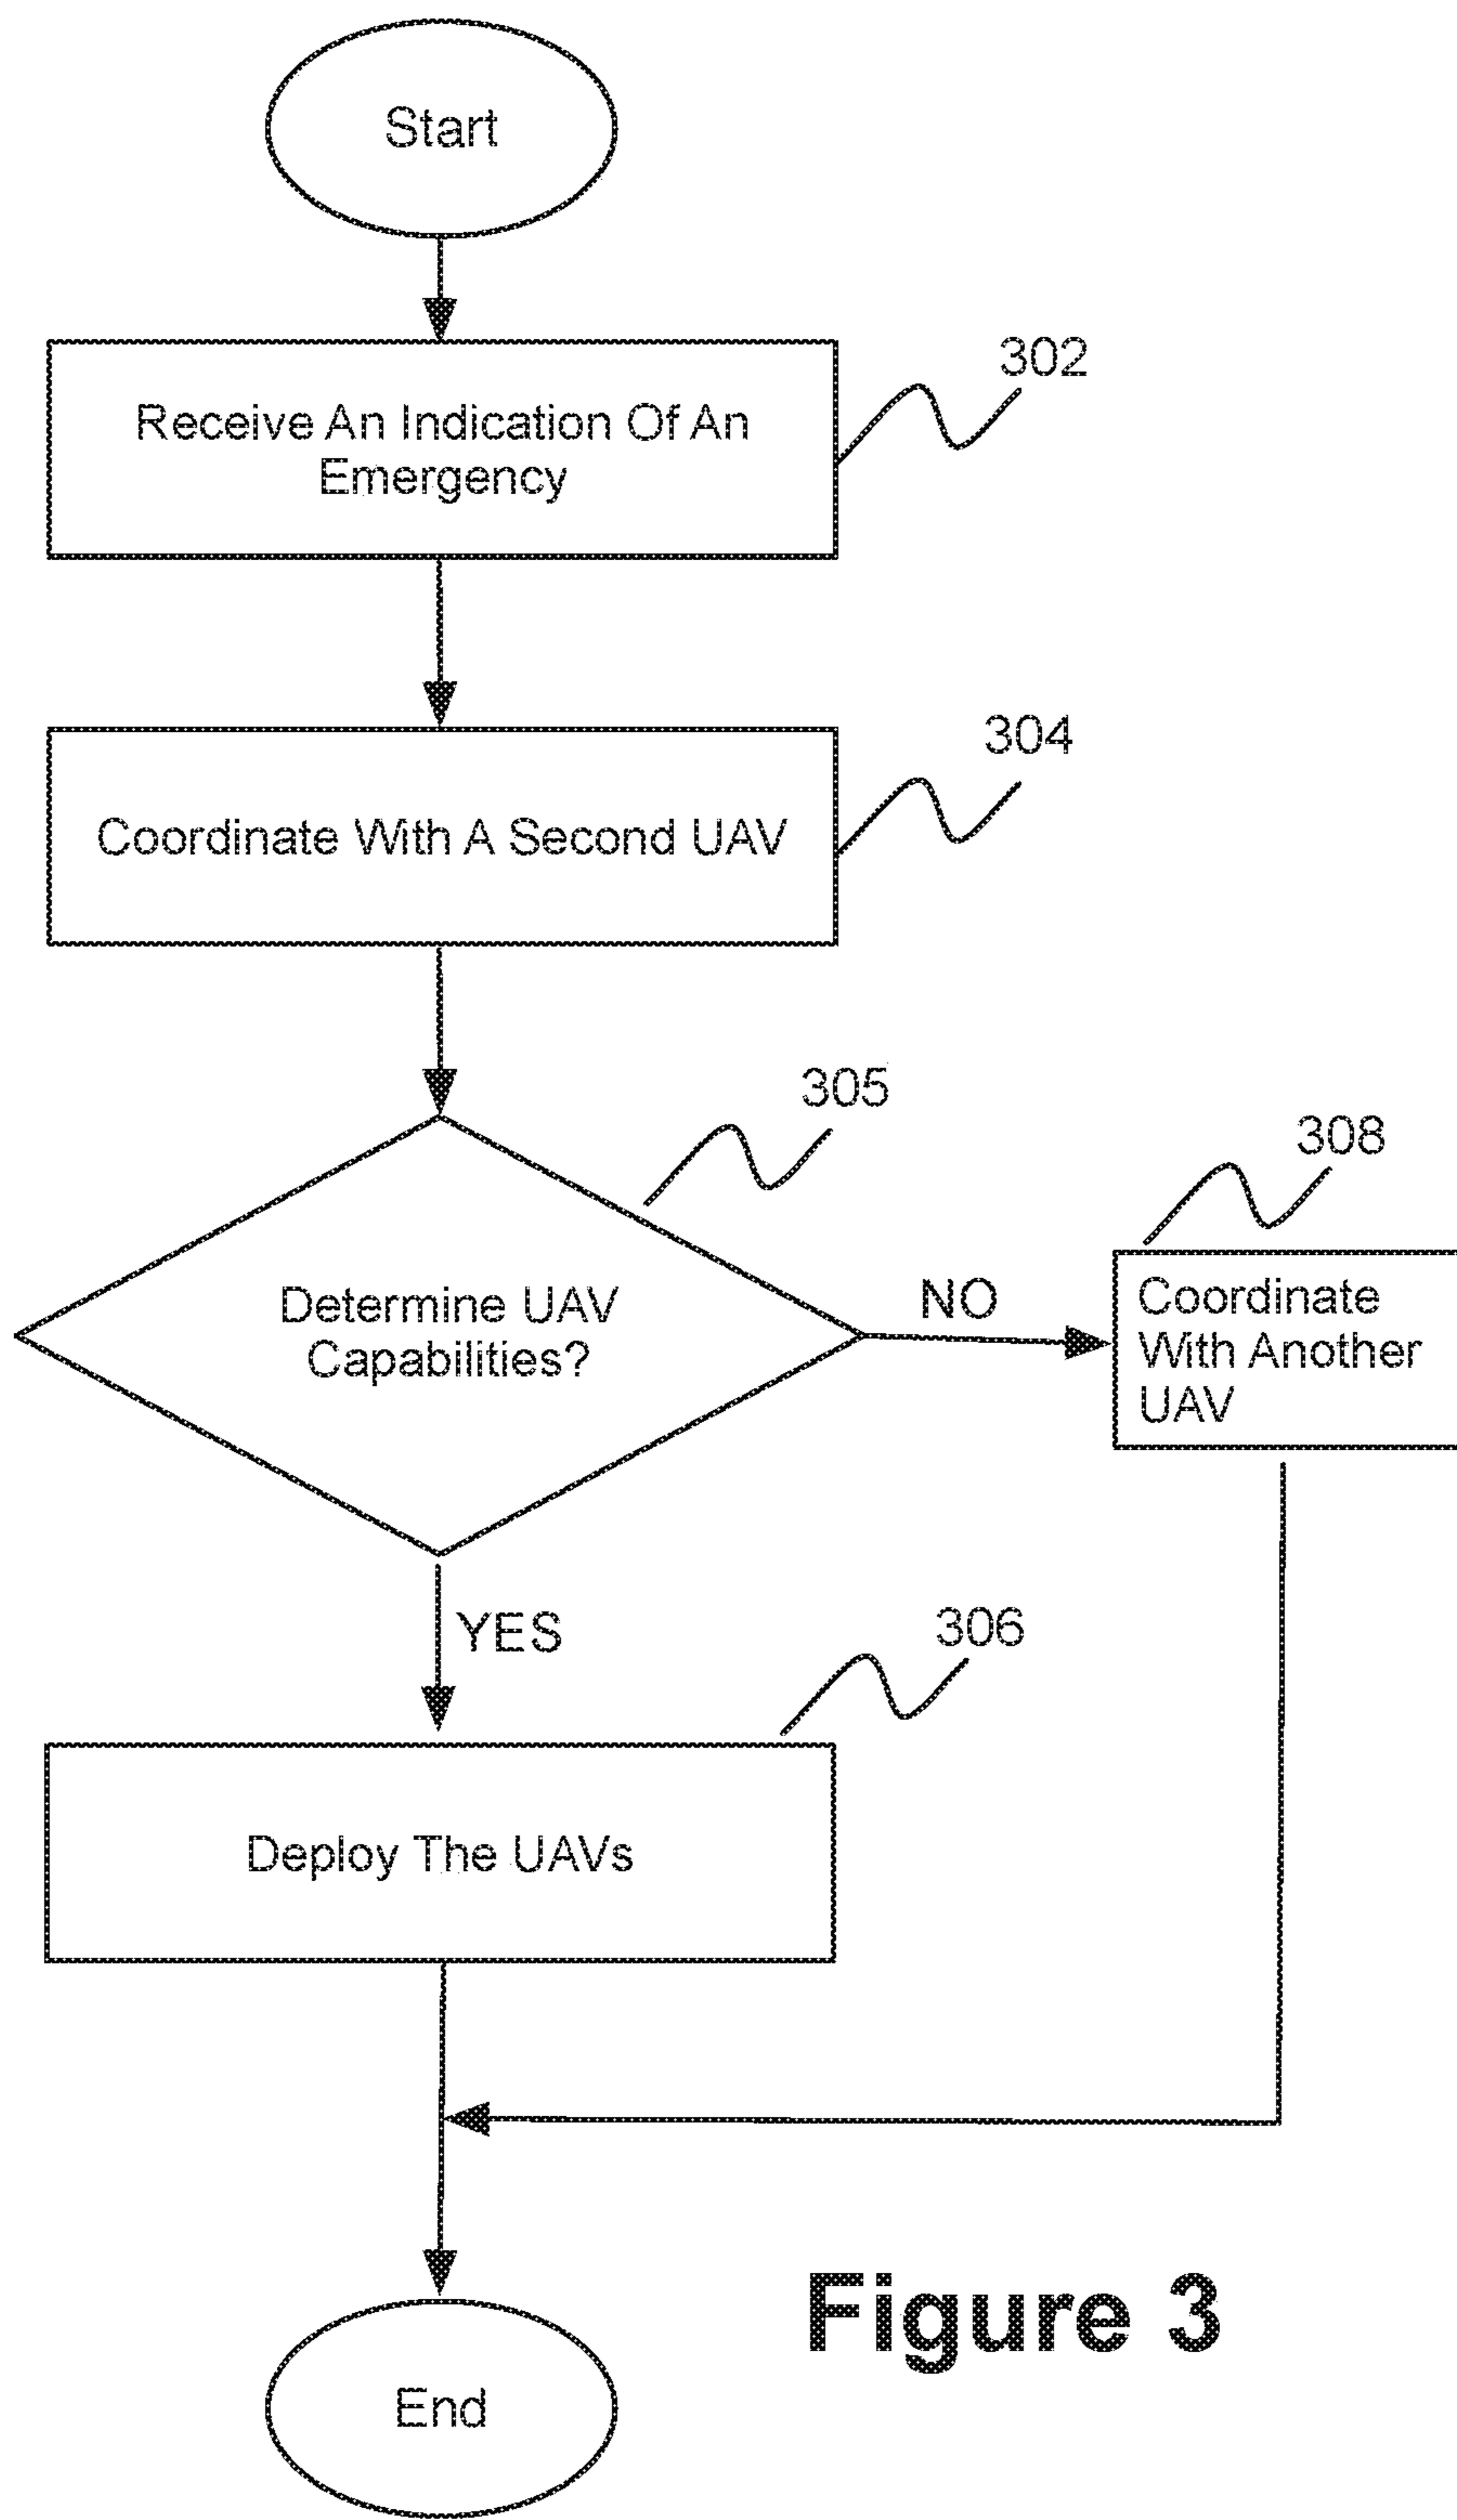 Start
302
Receive An Indication Of An
Emergency
304
Coordinate With A Second UAV
305
308
Determine UAV
Capabilities?
NO
Coordinate
With Another
UAV
YES
306
Deploy The UAVs
Figure 3
End